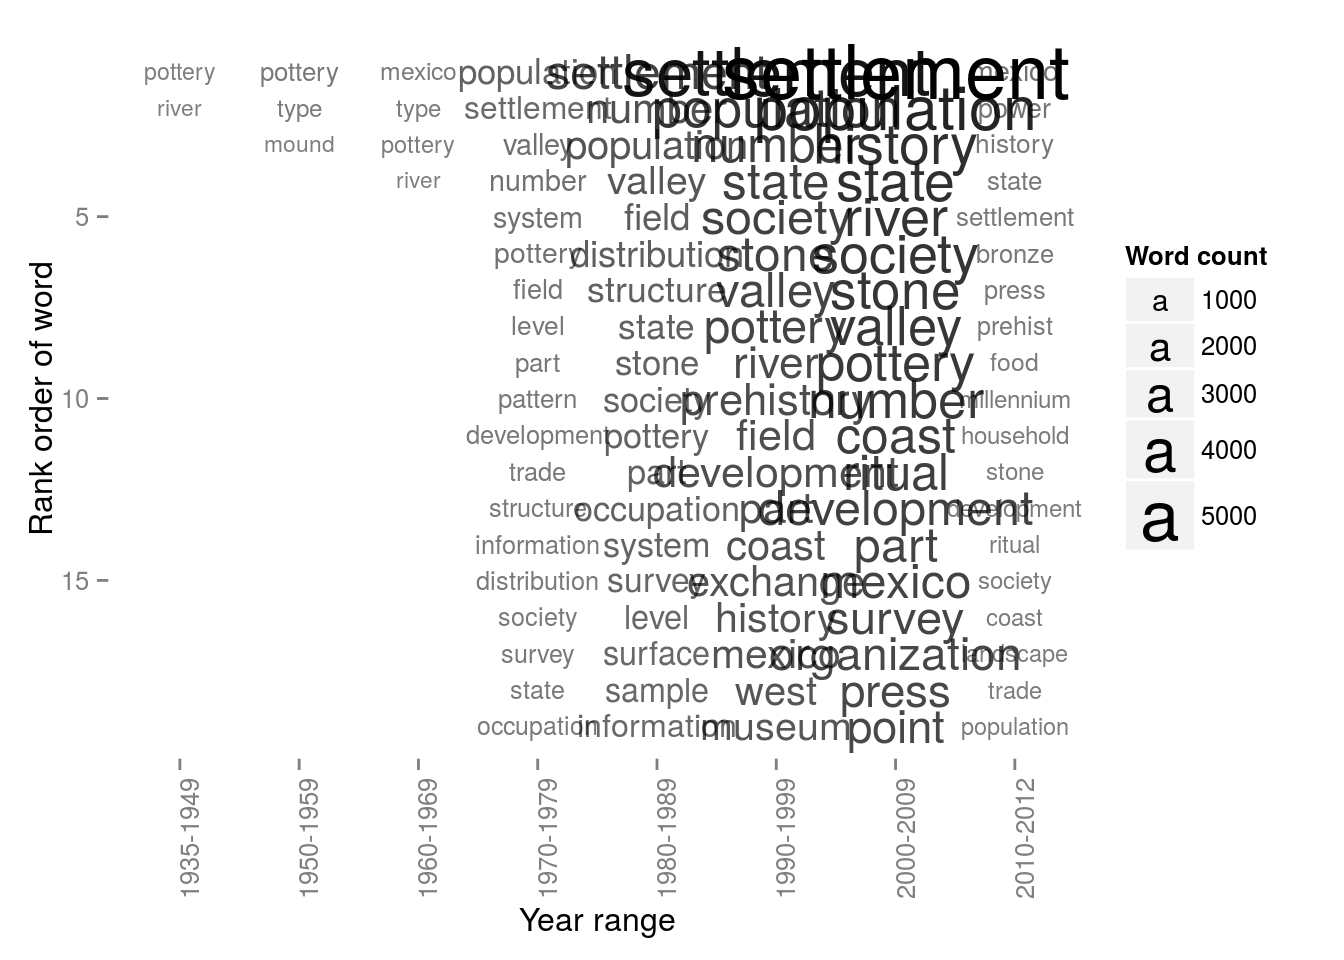 pottery pottery mexico population settlement settlement settlement mexico
river type type settlement number population population power
mound pottery valley population number history history
river number valley state state state
5 system field society river settlement
pottery distribution stone society bronze
field structure valley stone press
level state pottery valley prehist
part stone river pottery food
10 pattern society prehistory number millennium
development pottery field coast household
trade part development ritual stone
structure occupation part development development
information system coast part ritual
15 distribution survey exchange mexico society
society level history survey coast
survey surface mexico organization landscape
state sample west press trade
occupation information museum point population
Rank order of word
1935-1949 1950-1959 1960-1969 1970-1979 1980-1989 1990-1999 2000-2009 2010-2012
Year range
Word count
a 1000
a 2000
a 3000
a 4000
a 5000